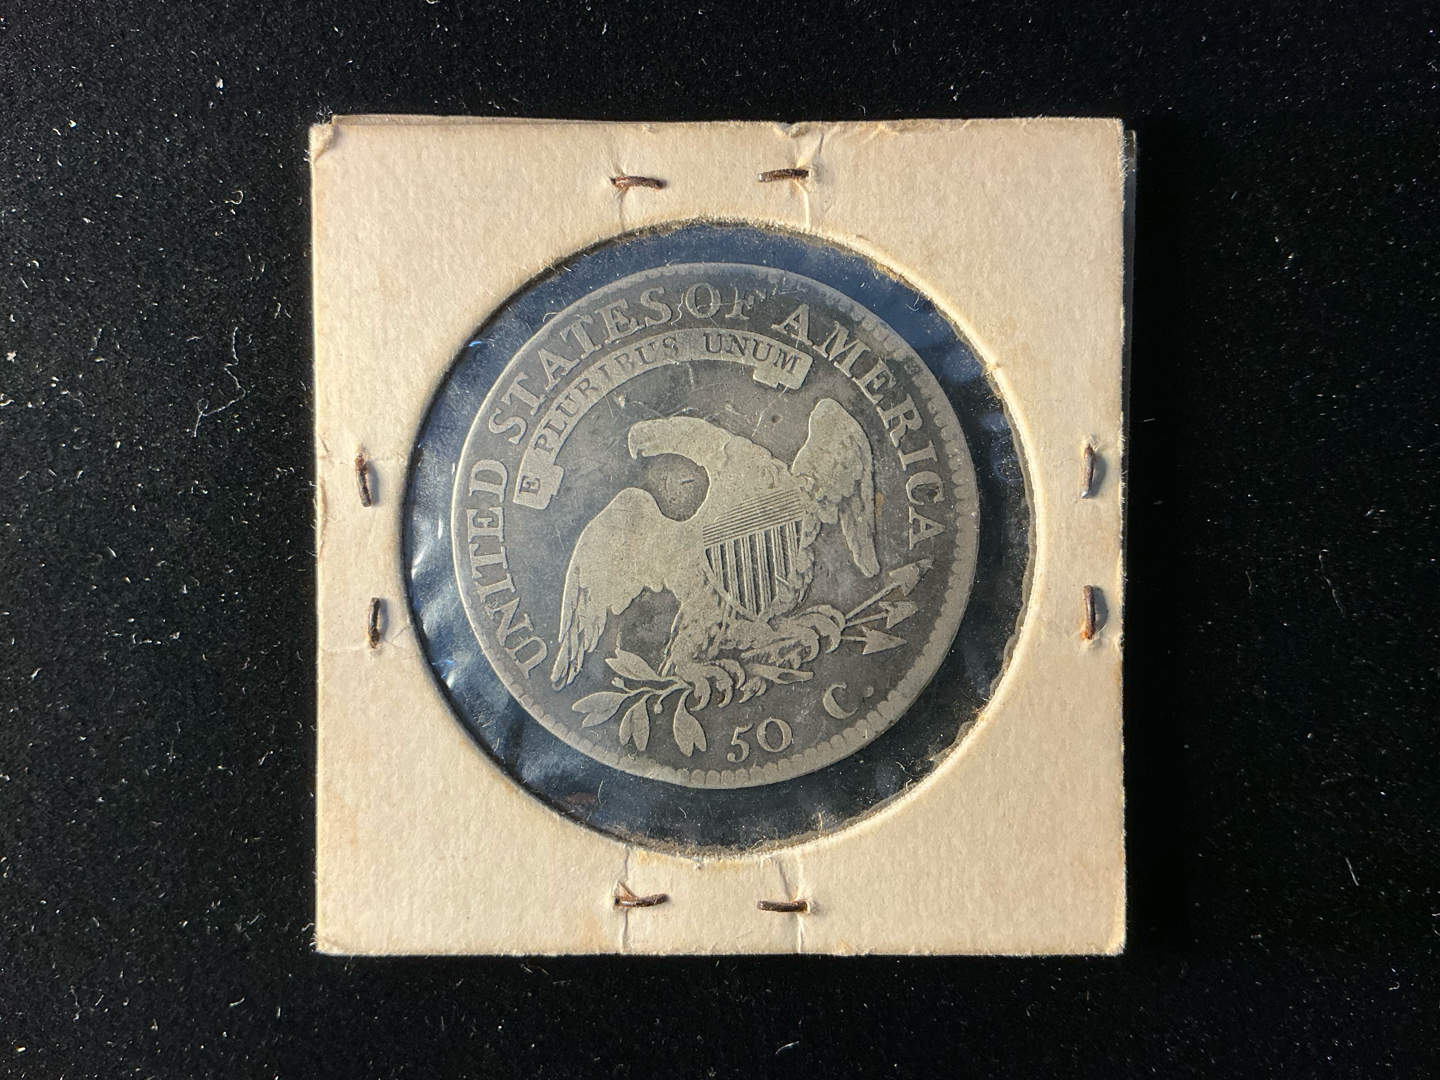 UNITED STATES OF AMERICA
E PLURIBUS UNUM
50 C.